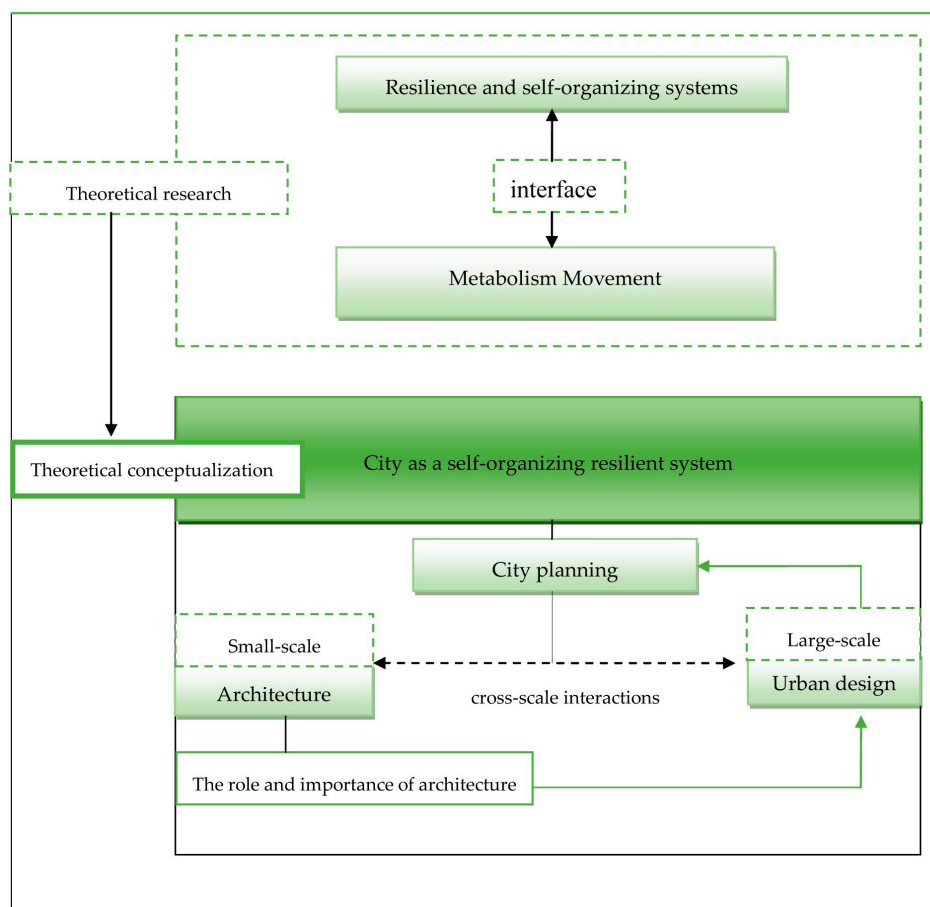 Resilience and self-organizing systems
Theoretical research
interface
Metabolism Movement
Theoretical conceptualization
City as a self-organizing resilient system
City planning
Small-scale
Large-scale
Architecture
cross-scale interactions
Urban design
The role and importance of architecture